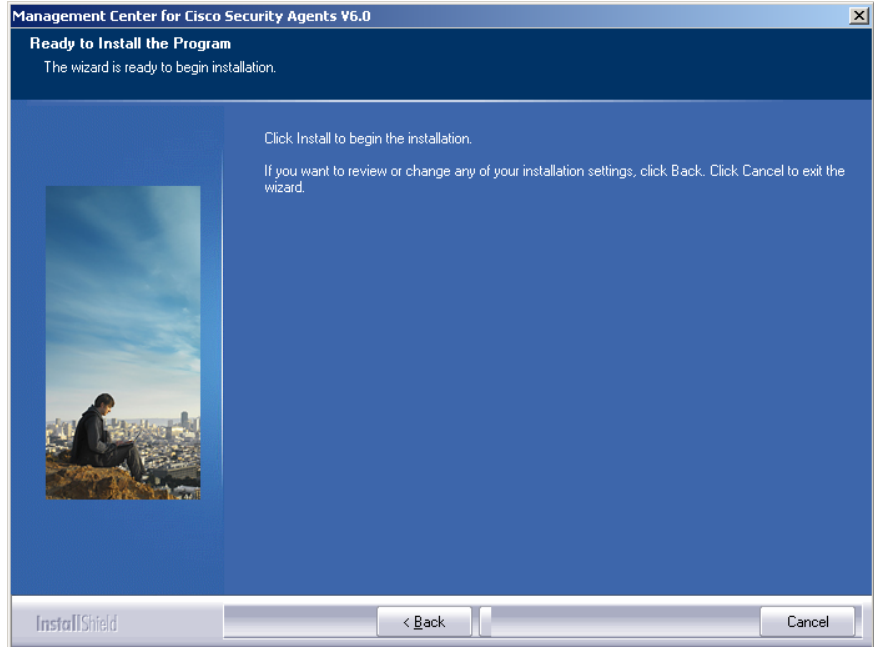 Management Center for Cisco Security Agents V6.0
Ready to Install the Program
The wizard is ready to begin installation.
Click Install to begin the installation.
If you want to review or change any of your installation settings, click Back. Click Cancel to exit the
wizard.
InstallShield
< Back
Cancel